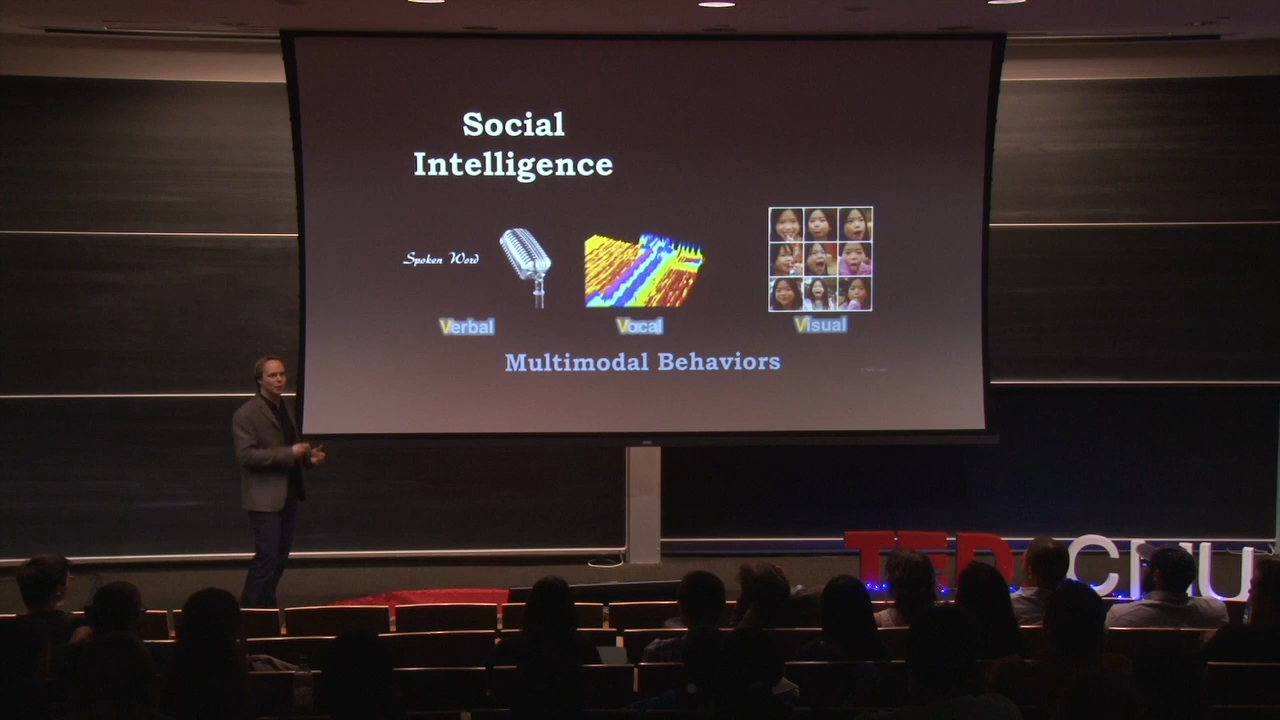 Social
Intelligence
Spoken Word
Verbal
Vocal
Visual
Multimodal Behaviors
TED CMU